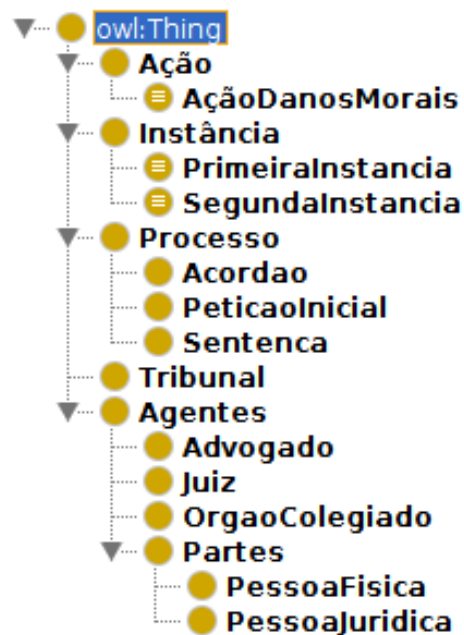 owl:Thing
Ação
AçãoDanosMorais
Instância
PrimeiraInstancia
SegundaInstancia
Processo
Acordao
PeticaoInicial
Sentenca
Tribunal
Agentes
Advogado
Juiz
OrgaoColegiado
Partes
PessoaFisica
PessoaJuridica